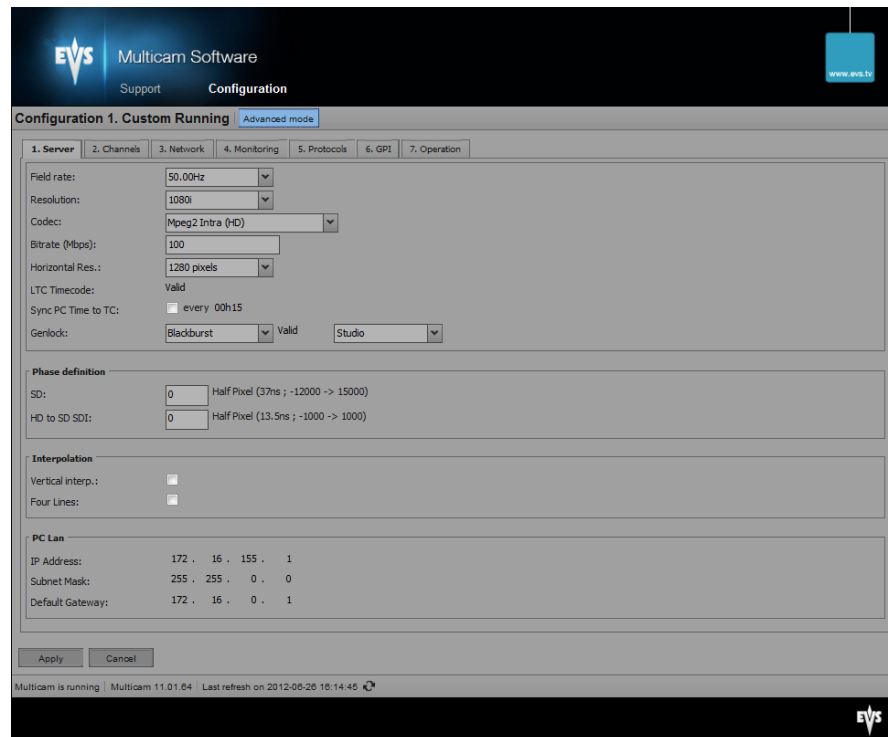 EVS Multicam Software
www.evs.tv
Support Configuration
Configuration 1. Custom Running Advanced mode
1. Server 2. Channels 3. Network 4. Monitoring 5. Protocols 6. GPI 7. Operation
Field rate: 50.00Hz
Resolution: 1080i
Codec: Mpeg2 Intra (HD)
Bitrate (Mbps): 100
Horizontal Res.: 1280 pixels
LTC Timecode: Valid
Sync PC Time to TC: every 00h15
Genlock: Blackburst Valid Studio
Phase definition
SD: 0 Half Pixel (37ns ; -12000 -> 15000)
HD to SD SDI: 0 Half Pixel (13.5ns ; -1000 -> 1000)
Interpolation
Vertical interp.:
Four Lines:
PC Lan
IP Address: 172 . 16 . 155 . 1
Subnet Mask: 255 . 255 . 0 . 0
Default Gateway: 172 . 16 . 0 . 1
Apply Cancel
Multicam is running Multicam 11.01.64 Last refresh on 2012-06-26 16:14:45
EVS